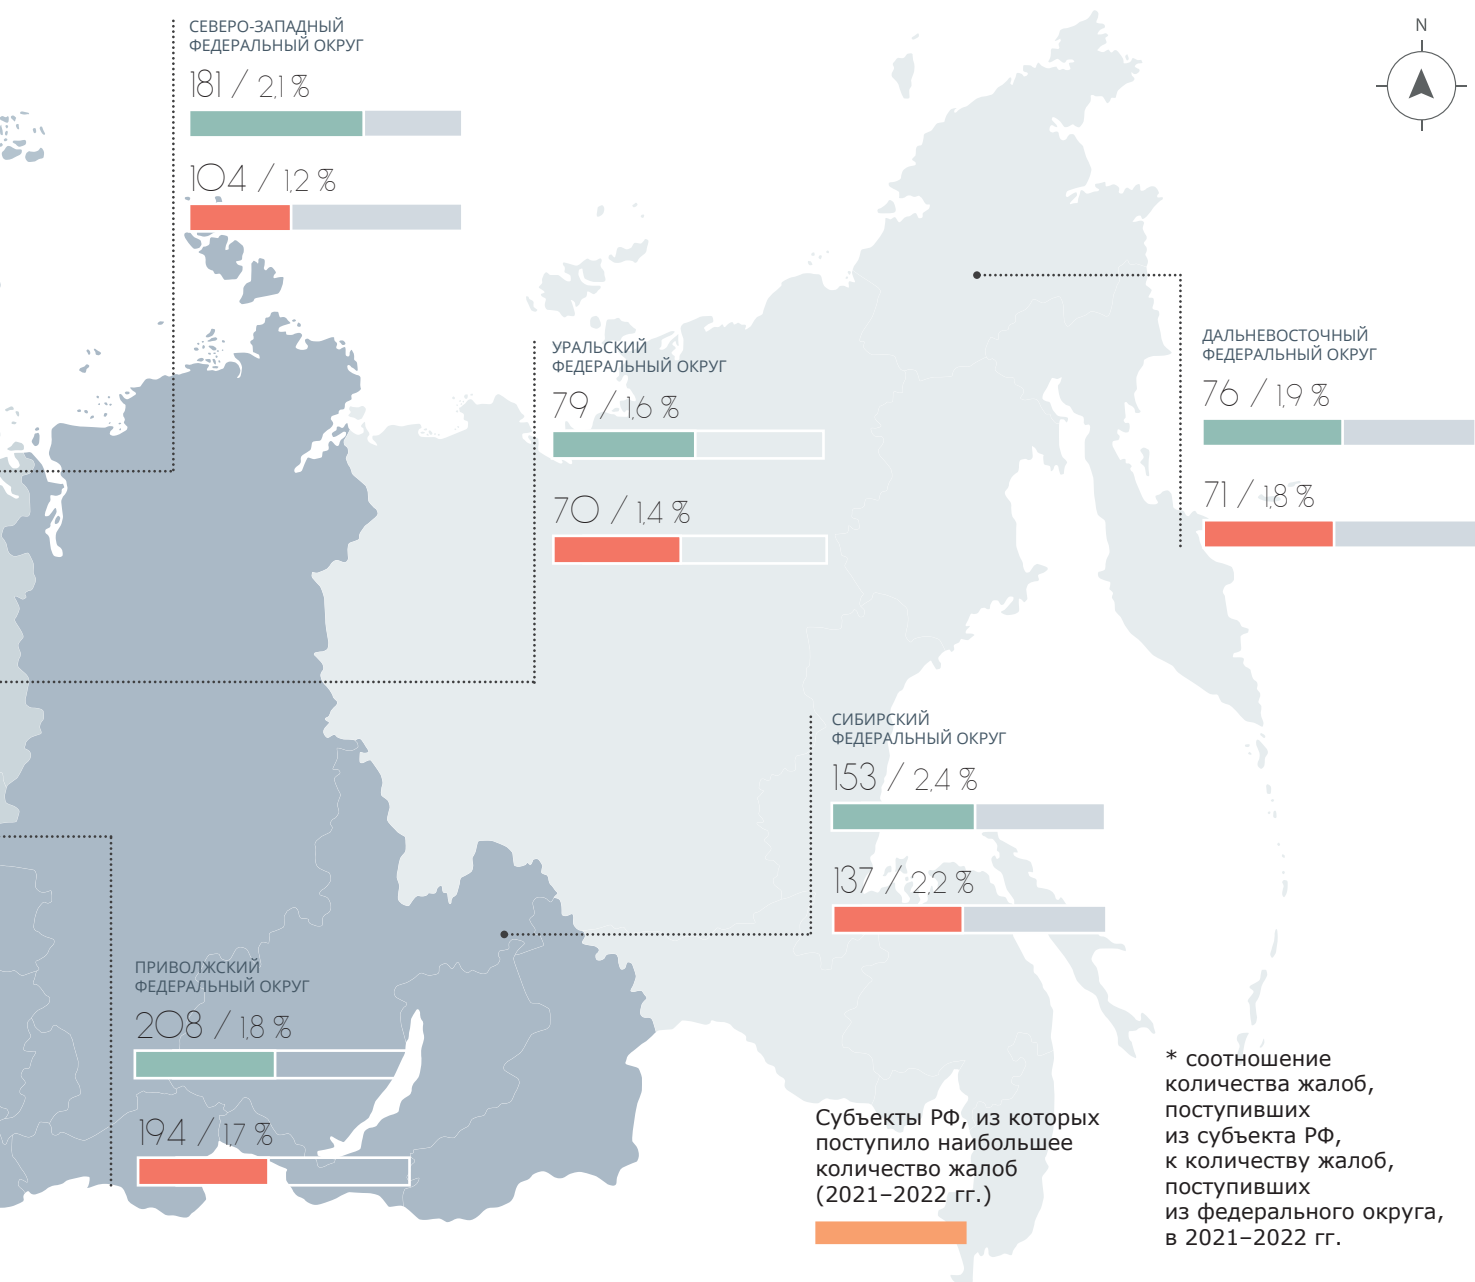 СЕВЕРО-ЗАПАДНЫЙ
ФЕДЕРАЛЬНЫЙ ОКРУГ
181 / 2,1 %
104 / 1,2 %
N
УРАЛЬСКИЙ
ФЕДЕРАЛЬНЫЙ ОКРУГ
79 / 1,6 %
70 / 1,4 %
ДАЛЬНЕВОСТОЧНЫЙ
ФЕДЕРАЛЬНЫЙ ОКРУГ
76 / 1,9 %
71 / 1,8 %
СИБИРСКИЙ
ФЕДЕРАЛЬНЫЙ ОКРУГ
153 / 2,4 %
137 / 2,2 %
ПРИВОЛЖСКИЙ
ФЕДЕРАЛЬНЫЙ ОКРУГ
208 / 1,8 %
194 / 1,7 %
Субъекты РФ, из которых
поступило наибольшее
количество жалоб
(2021–2022 гг.)
* соотношение
количества жалоб,
поступивших
из субъекта РФ,
к количеству жалоб,
поступивших
из федерального округа,
в 2021–2022 гг.